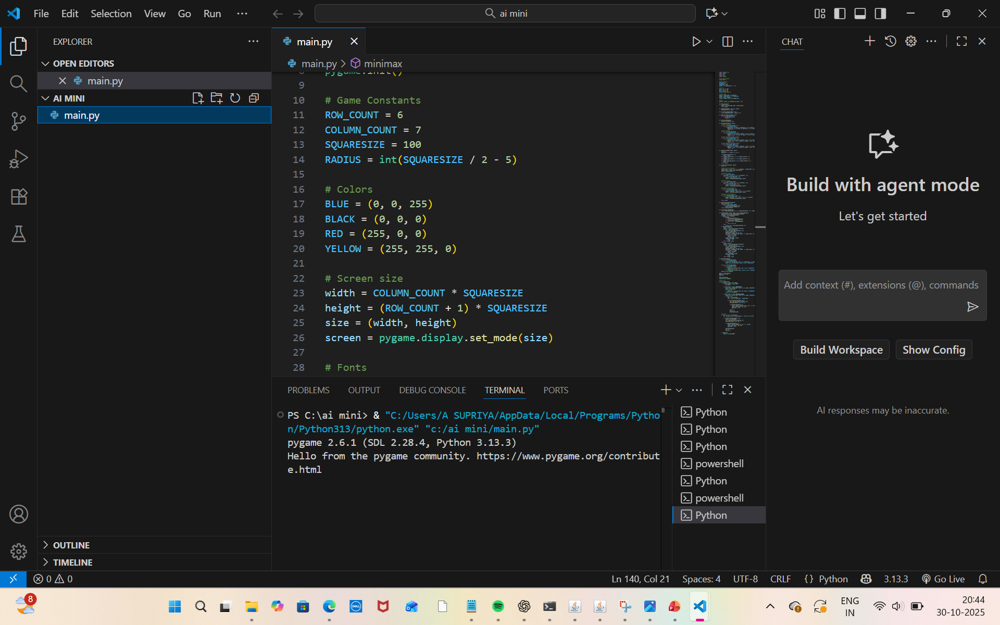 File Edit Selection View Go Run
ai mini
EXPLORER
OPEN EDITORS
main.py
AI MINI
main.py
main.py
main.py > minimax
8 pygame.init()
9
10 # Game Constants
11 ROW_COUNT = 6
12 COLUMN_COUNT = 7
13 SQUARESIZE = 100
14 RADIUS = int(SQUARESIZE / 2 - 5)
15
16 # Colors
17 BLUE = (0, 0, 255)
18 BLACK = (0, 0, 0)
19 RED = (255, 0, 0)
20 YELLOW = (255, 255, 0)
21
22 # Screen size
23 width = COLUMN_COUNT * SQUARESIZE
24 height = (ROW_COUNT + 1) * SQUARESIZE
25 size = (width, height)
26 screen = pygame.display.set_mode(size)
27
28 # Fonts
PROBLEMS OUTPUT DEBUG CONSOLE TERMINAL PORTS
PS C:\ai mini> & "C:/Users/A SUPRIYA/AppData/Local/Programs/Pytho
n/Python313/python.exe" "c:/ai mini/main.py"
pygame 2.6.1 (SDL 2.28.4, Python 3.13.3)
Hello from the pygame community. https://www.pygame.org/contribut
e.html
Python
Python
Python
powershell
Python
powershell
Python
CHAT
Build with agent mode
Let's get started
Add context (#), extensions (@), commands
Build Workspace Show Config
AI responses may be inaccurate.
OUTLINE
TIMELINE
0 0
Ln 140, Col 21 Spaces: 4 UTF-8 CRLF {} Python 3.13.3 Go Live
8
DELL
ENG
IN
20:44
30-10-2025